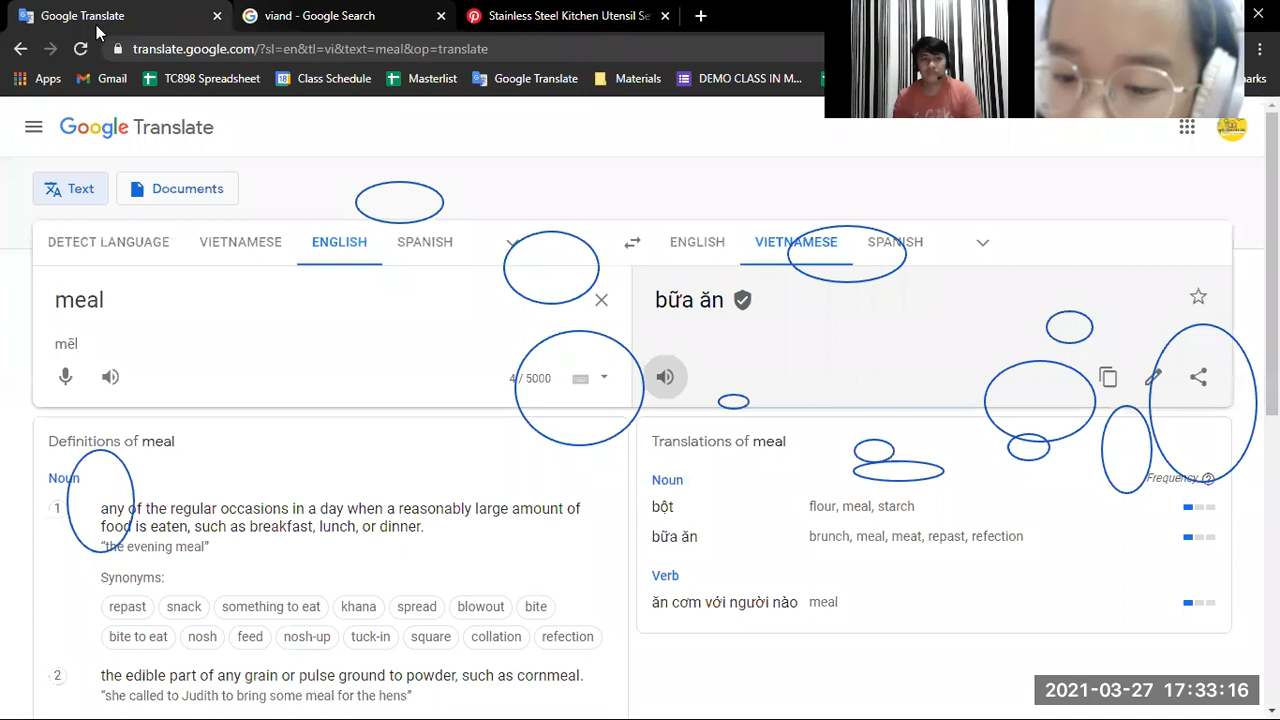 Google Translate
viand - Google Search
Stainless Steel Kitchen Utensil Se
translate.google.com/?sl=en&tl=vi&text=meal&op=translate
Apps
Gmail
TC898 Spreadsheet
Class Schedule
Masterlist
Google Translate
Materials
DEMO CLASS IN M...
Google Translate
Text
Documents
DETECT LANGUAGE
VIETNAMESE
ENGLISH
SPANISH
ENGLISH
VIETNAMESE
SPANISH
meal
mēl
4 / 5000
bữa ăn
Definitions of meal
Noun
1
any of the regular occasions in a day when a reasonably large amount of
food is eaten, such as breakfast, lunch, or dinner.
“the evening meal”
Synonyms:
repast snack something to eat khana spread blowout bite
bite to eat nosh feed nosh-up tuck-in square collation refection
2
the edible part of any grain or pulse ground to powder, such as cornmeal.
“she called to Judith to bring some meal for the hens”
Translations of meal
Noun
Frequency
bột flour, meal, starch
bữa ăn brunch, meal, meat, repast, refection
Verb
ăn cơm với người nào meal
2021-03-27 17:33:16